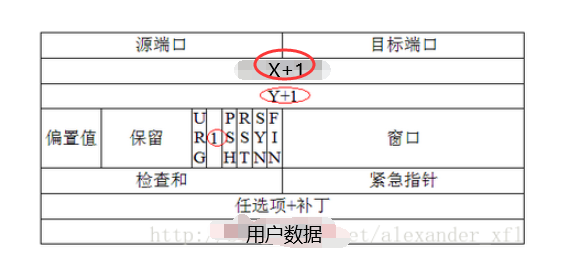 源端口 目标端口
X+1
Y+1
偏置值 保留 URG 1 PSH RST SYN FIN 窗口
检查和 紧急指针
任选项+补丁
用户数据
http:// et/alexander_xfl